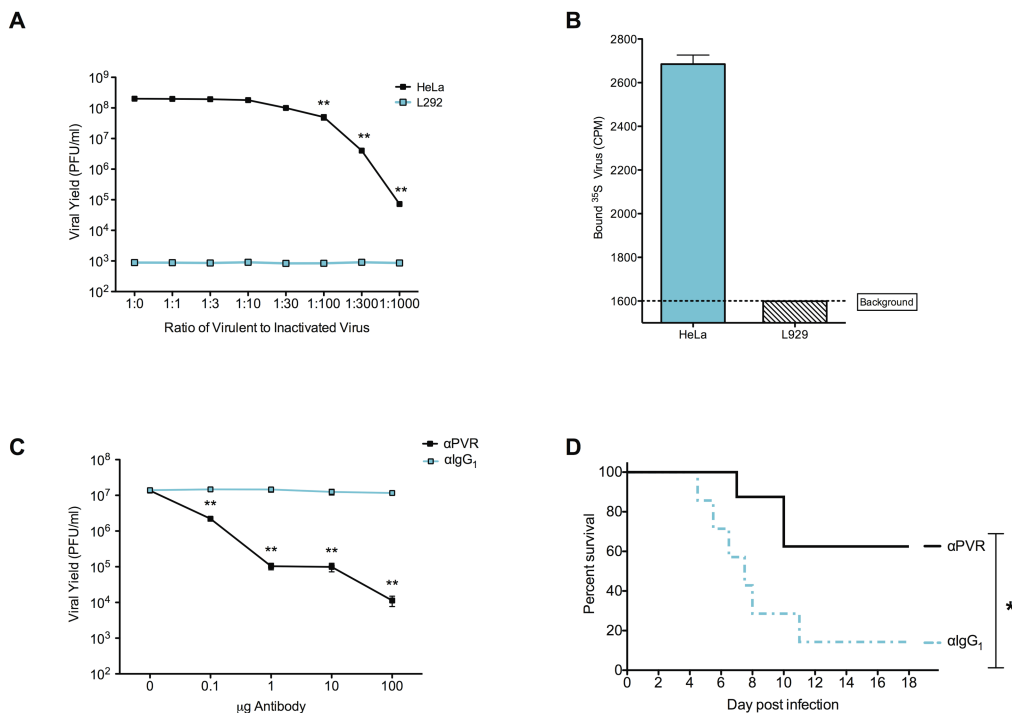 A
HeLa
L292
Viral Yield (PFU/ml)
10⁹
10⁸
10⁷
10⁶
10⁵
10⁴
10³
10²
**
**
**
1:0 1:1 1:3 1:10 1:30 1:100 1:300 1:1000
Ratio of Virulent to Inactivated Virus
B
Bound ³⁵S Virus (CPM)
2800
2600
2400
2200
2000
1800
1600
Background
HeLa L929
C
αPVR
αIgG₁
Viral Yield (PFU/ml)
10⁸
10⁷
10⁶
10⁵
10⁴
10³
10²
**
**
**
**
0 0.1 1 10 100
μg Antibody
D
Percent survival
100
80
60
40
20
0
αPVR
αIgG₁
*
0 2 4 6 8 10 12 14 16 18
Day post infection